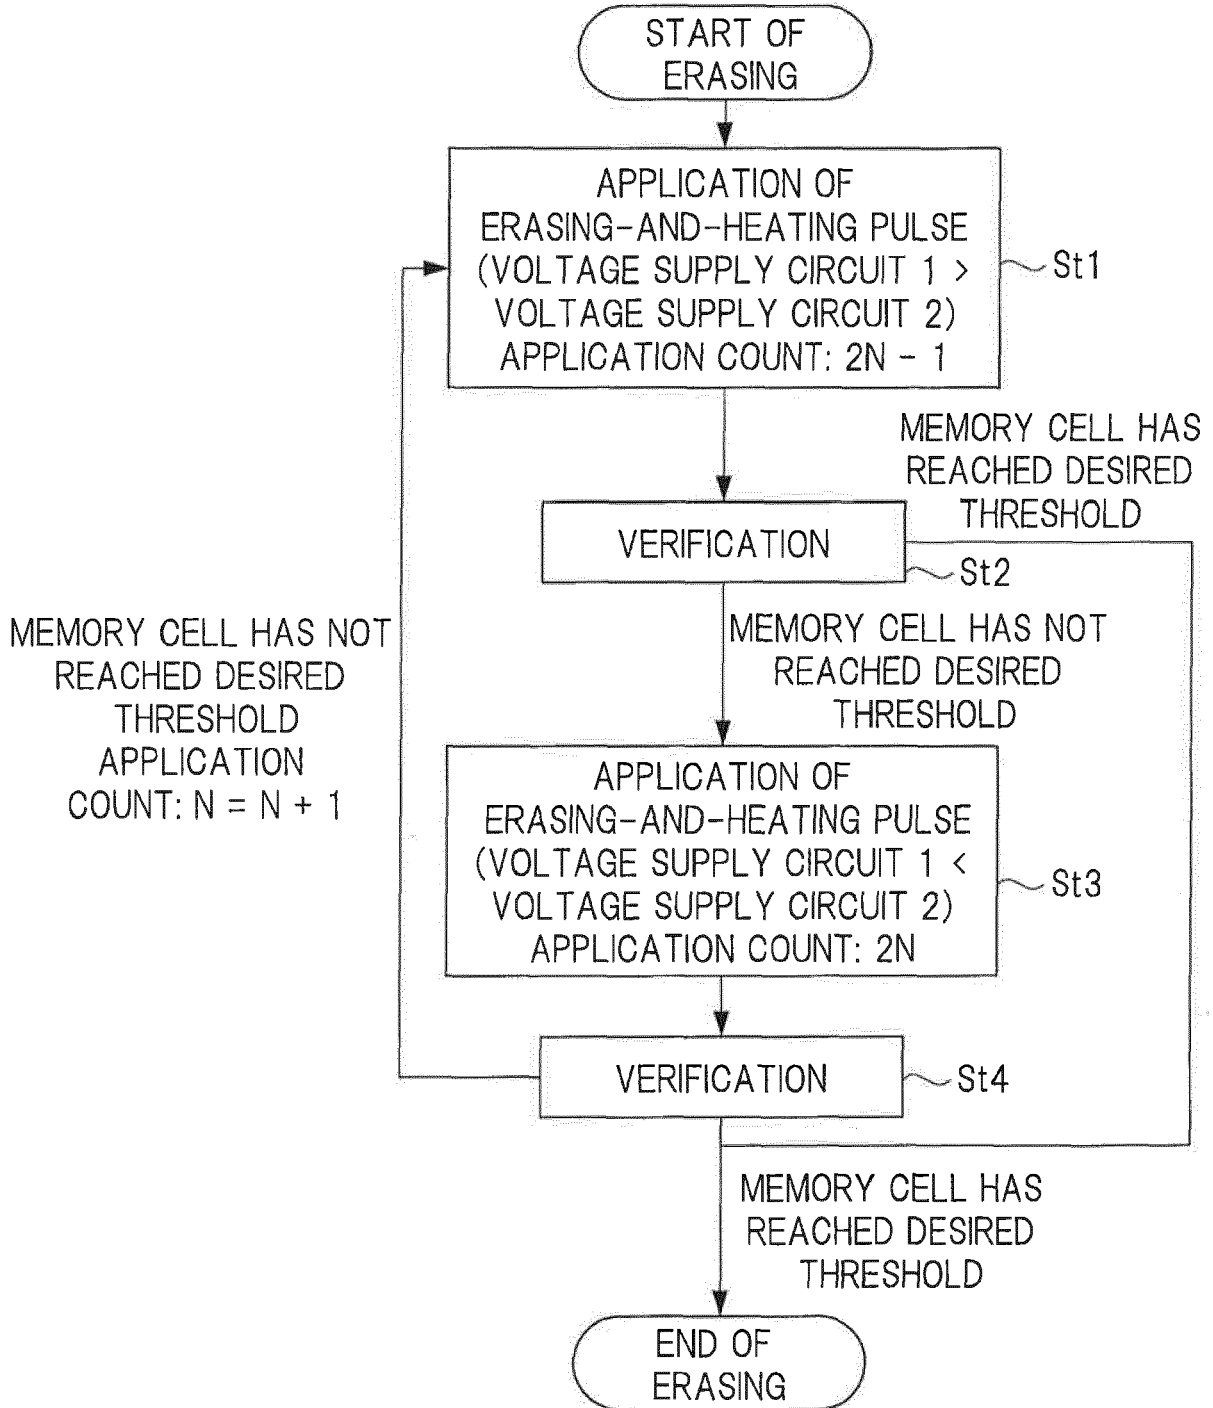 START OF
ERASING
APPLICATION OF
ERASING-AND-HEATING PULSE
(VOLTAGE SUPPLY CIRCUIT 1 >
VOLTAGE SUPPLY CIRCUIT 2)
APPLICATION COUNT: 2N - 1
St1
MEMORY CELL HAS
REACHED DESIRED
THRESHOLD
VERIFICATION
St2
MEMORY CELL HAS NOT
REACHED DESIRED
THRESHOLD
APPLICATION
COUNT: N = N + 1
MEMORY CELL HAS NOT
REACHED DESIRED
THRESHOLD
APPLICATION OF
ERASING-AND-HEATING PULSE
(VOLTAGE SUPPLY CIRCUIT 1 <
VOLTAGE SUPPLY CIRCUIT 2)
APPLICATION COUNT: 2N
St3
VERIFICATION
St4
MEMORY CELL HAS
REACHED DESIRED
THRESHOLD
END OF
ERASING